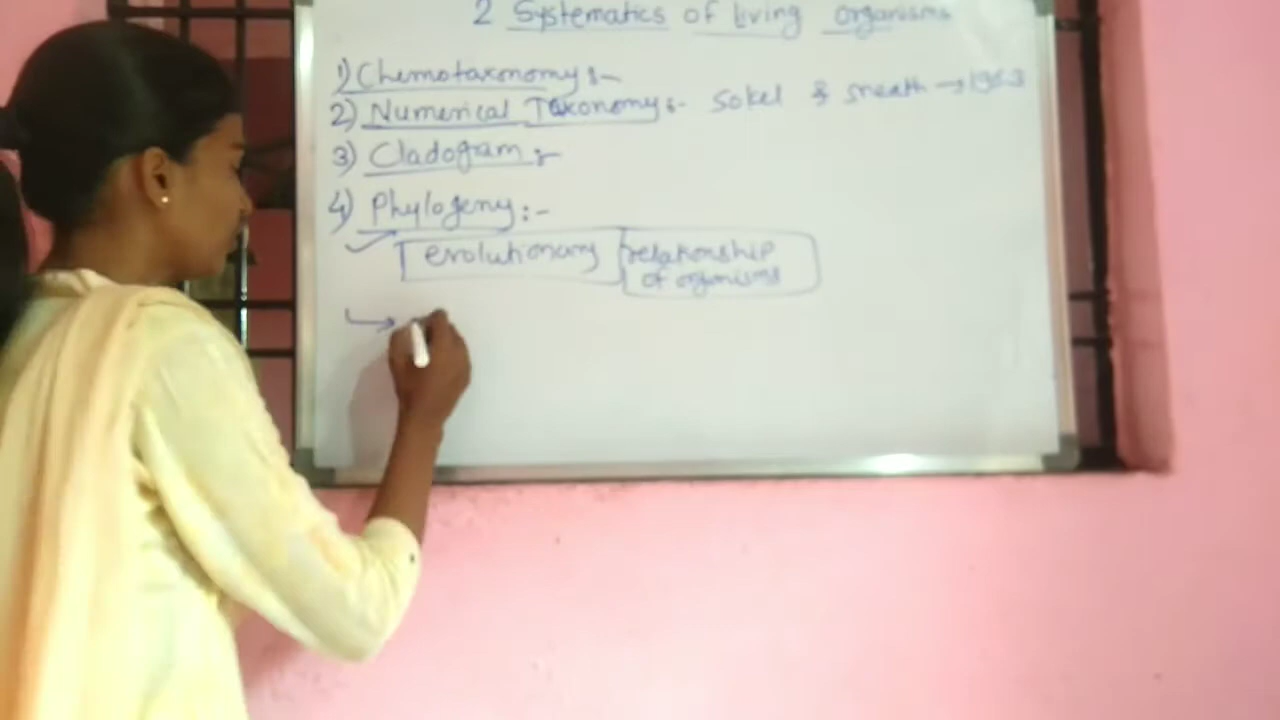 2 Systematics of living organisms
1) Chemotaxonomy :-
2) Numerical Taxonomy :- Sokel & Sneath → 1963
3) Cladogram :-
4) Phylogeny :-
evolutionary relationship
of organisms